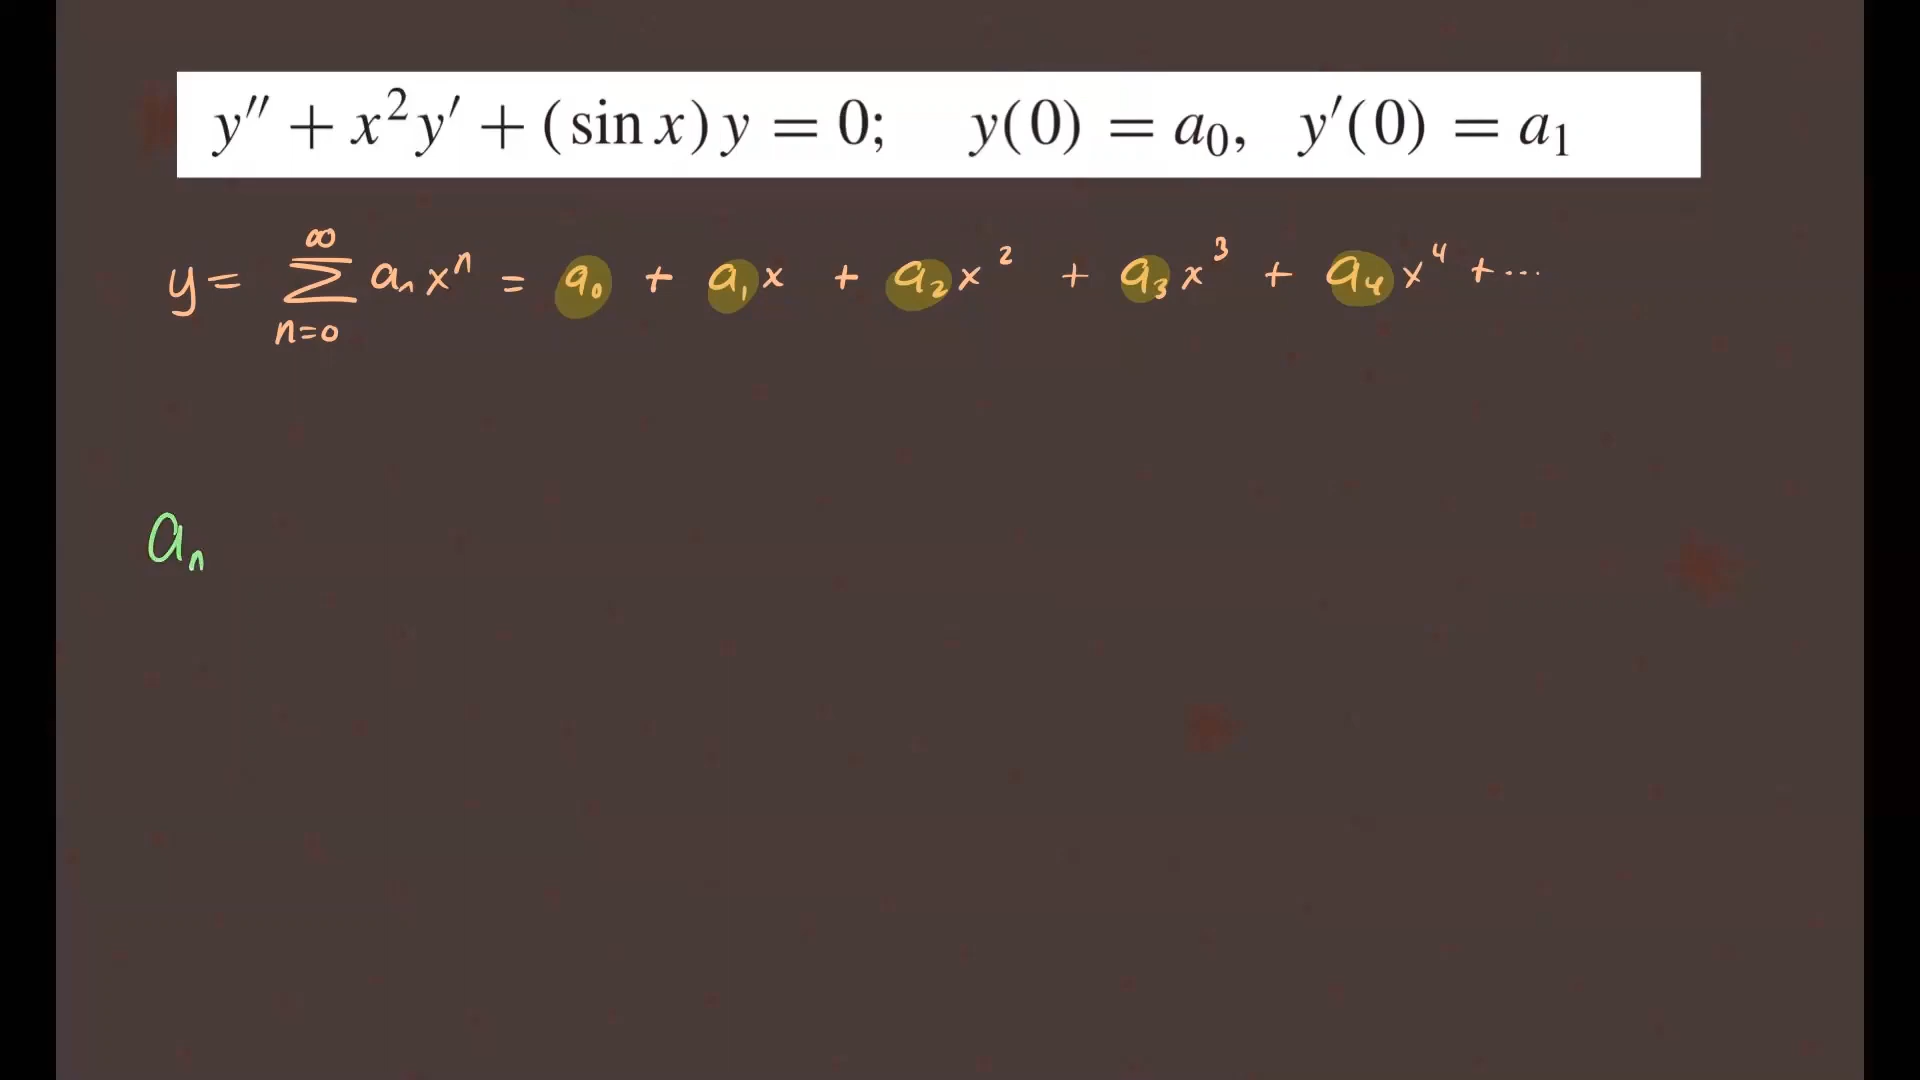 y″ + x²y′ + (sin x) y = 0; y(0) = a₀, y′(0) = a₁
y = ∑_{n=0}^{∞} aₙxⁿ = a₀ + a₁x + a₂x² + a₃x³ + a₄x⁴ + ⋯
aₙ